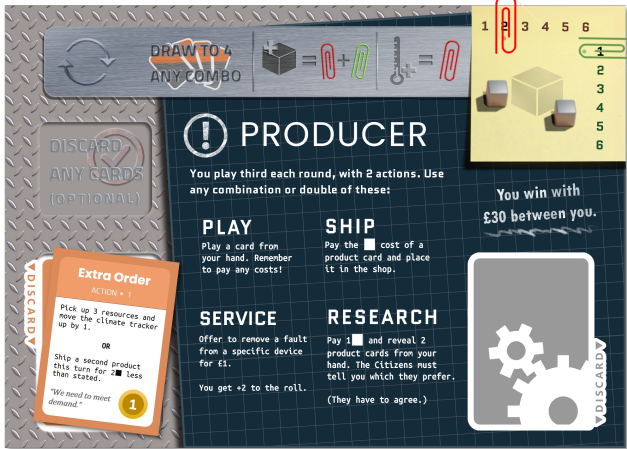 DRAW TO 4
ANY COMBO
=
+
=
1 2 3 4 5 6
1
2
3
4
5
6
DISCARD
ANY CARDS
(OPTIONAL)
PRODUCER
You play third each round, with 2 actions. Use
any combination or double of these:
You win with
£30 between you.
PLAY
Play a card from
your hand. Remember
to pay any costs!
SHIP
Pay the cost of a
product card and place
it in the shop.
SERVICE
Offer to remove a fault
from a specific device
for £1.
You get +2 to the roll.
RESEARCH
Pay 1 and reveal 2
product cards from your
hand. The Citizens must
tell you which they prefer.
(They have to agree.)
DISCARD
Extra Order
ACTION • 1
Pick up 3 resources and
move the climate tracker
up by 1.
OR
Ship a second product
this turn for 2 less
than stated.
"We need to meet
demand."
1
DISCARD